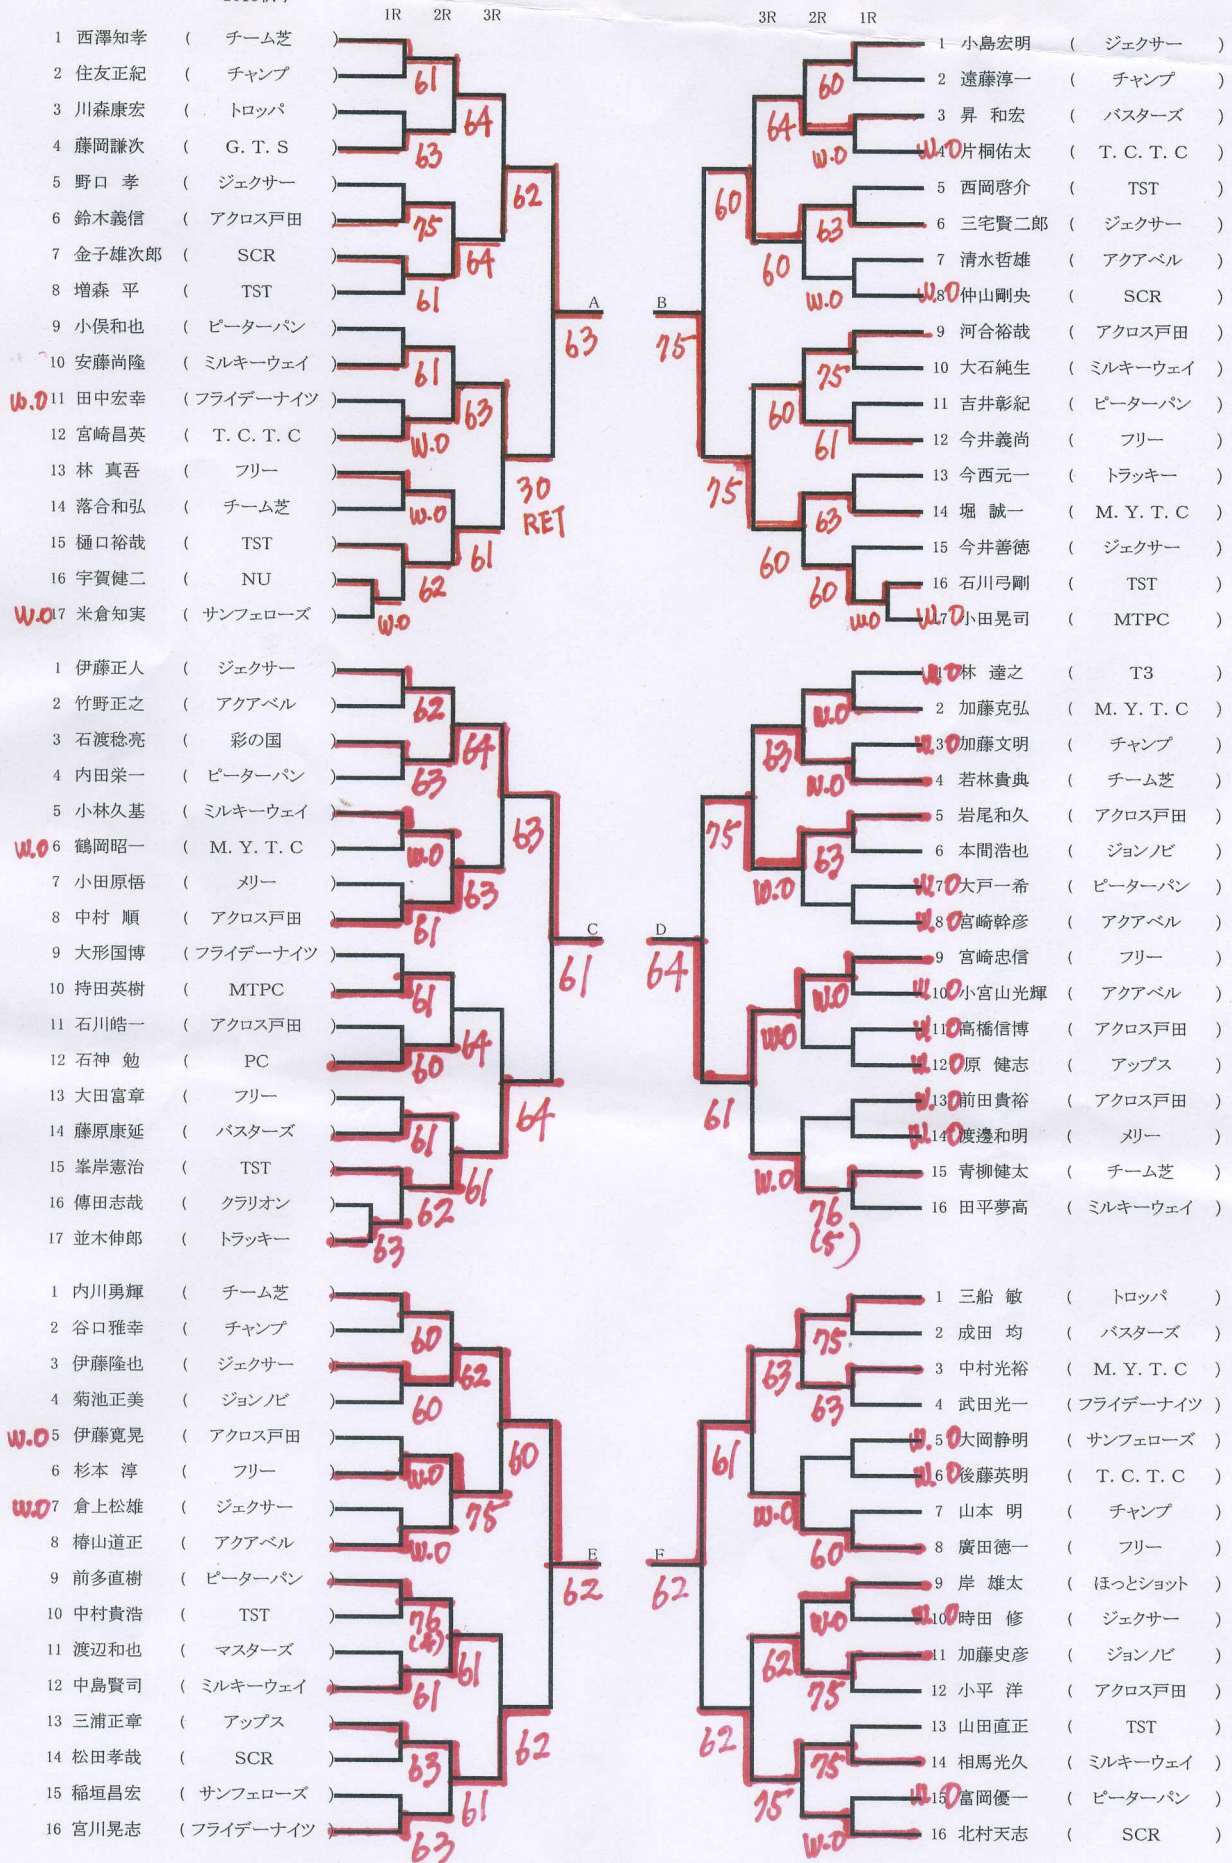 1R 2R 3R
1 西澤知孝 ( チーム芝 )
2 住友正紀 ( チャンプ )
61
3 川森康宏 ( トロッパ )
64
4 藤岡謙次 ( G. T. S )
63
5 野口 孝 ( ジェクサー )
62
6 鈴木義信 ( アクロス戸田 )
75
7 金子雄次郎 ( SCR )
64
8 増森 平 ( TST )
61
A
63
9 小俣和也 ( ピーターパン )
10 安藤尚隆 ( ミルキーウェイ )
61
W.O 11 田中宏幸 ( フライデーナイツ )
63
12 宮崎昌英 ( T. C. T. C )
W.O
13 林 真吾 ( フリー )
30
RET
14 落合和弘 ( チーム芝 )
W.O
15 樋口裕哉 ( TST )
61
16 宇賀健二 ( NU )
62
W.O 17 米倉知実 ( サンフェローズ )
W.O
3R 2R 1R
1 小島宏明 ( ジェクサー )
2 遠藤淳一 ( チャンプ )
60
3 昇 和宏 ( バスターズ )
64
W.O 4 片桐佑太 ( T. C. T. C )
W.O
5 西岡啓介 ( TST )
60
6 三宅賢二郎 ( ジェクサー )
63
7 清水哲雄 ( アクアベル )
60
W.O 8 仲山剛央 ( SCR )
W.O
B
75
9 河合裕哉 ( アクロス戸田 )
10 大石純生 ( ミルキーウェイ )
75
11 吉井彰紀 ( ピーターパン )
60
12 今井義尚 ( フリー )
61
13 今西元一 ( トラッキー )
75
14 堀 誠一 ( M. Y. T. C )
63
15 今井善徳 ( ジェクサー )
60
16 石川弓剛 ( TST )
60
W.O 17 小田晃司 ( MTPC )
W.O
1 伊藤正人 ( ジェクサー )
2 竹野正之 ( アクアベル )
62
3 石渡稔亮 ( 彩の国 )
64
4 内田栄一 ( ピーターパン )
63
5 小林久基 ( ミルキーウェイ )
63
W.O 6 鶴岡昭一 ( M. Y. T. C )
W.O
7 小田原悟 ( メリー )
63
8 中村 順 ( アクロス戸田 )
61
C
61
9 大形国博 ( フライデーナイツ )
10 持田英樹 ( MTPC )
61
11 石川皓一 ( アクロス戸田 )
64
12 石神 勉 ( PC )
60
13 大田富章 ( フリー )
64
14 藤原康延 ( バスターズ )
61
15 峯岸憲治 ( TST )
61
16 傳田志哉 ( クラリオン )
62
17 並木伸郎 ( トラッキー )
63
W.O 1 林 達之 ( T3 )
2 加藤克弘 ( M. Y. T. C )
W.O
W.O 3 加藤文明 ( チャンプ )
63
4 若林貴典 ( チーム芝 )
W.O
5 岩尾和久 ( アクロス戸田 )
75
6 本間浩也 ( ジョンノビ )
63
W.O 7 大戸一希 ( ピーターパン )
W.O
W.O 8 宮崎幹彦 ( アクアベル )
D
64
9 宮崎忠信 ( フリー )
W.O 10 小宮山光輝 ( アクアベル )
W.O
W.O 11 高橋信博 ( アクロス戸田 )
W.O
W.O 12 原 健志 ( アップス )
W.O 13 前田貴裕 ( アクロス戸田 )
61
W.O 14 渡邊和明 ( メリー )
15 青柳健太 ( チーム芝 )
W.O
16 田平夢高 ( ミルキーウェイ )
76
(5)
1 内川勇輝 ( チーム芝 )
2 谷口雅幸 ( チャンプ )
60
3 伊藤隆也 ( ジェクサー )
62
4 菊池正美 ( ジョンノビ )
60
W.O 5 伊藤寛晃 ( アクロス戸田 )
60
6 杉本 淳 ( フリー )
W.O
W.O 7 倉上松雄 ( ジェクサー )
75
8 椿山道正 ( アクアベル )
W.O
E
62
9 前多直樹 ( ピーターパン )
10 中村貴浩 ( TST )
76
11 渡辺和也 ( マスターズ )
61
12 中島賢司 ( ミルキーウェイ )
61
13 三浦正章 ( アップス )
62
14 松田孝哉 ( SCR )
63
15 稲垣昌宏 ( サンフェローズ )
61
16 宮川晃志 ( フライデーナイツ )
63
1 三船 敏 ( トロッパ )
2 成田 均 ( バスターズ )
75
3 中村光裕 ( M. Y. T. C )
63
4 武田光一 ( フライデーナイツ )
63
W.O 5 大岡静明 ( サンフェローズ )
61
W.O 6 後藤英明 ( T. C. T. C )
7 山本 明 ( チャンプ )
W.O
8 廣田徳一 ( フリー )
60
F
62
9 岸 雄太 ( ほっとショット )
W.O 10 時田 修 ( ジェクサー )
W.O
11 加藤史彦 ( ジョンノビ )
62
12 小平 洋 ( アクロス戸田 )
75
13 山田直正 ( TST )
62
14 相馬光久 ( ミルキーウェイ )
75
W.O 15 富岡優一 ( ピーターパン )
75
16 北村天志 ( SCR )
W.O